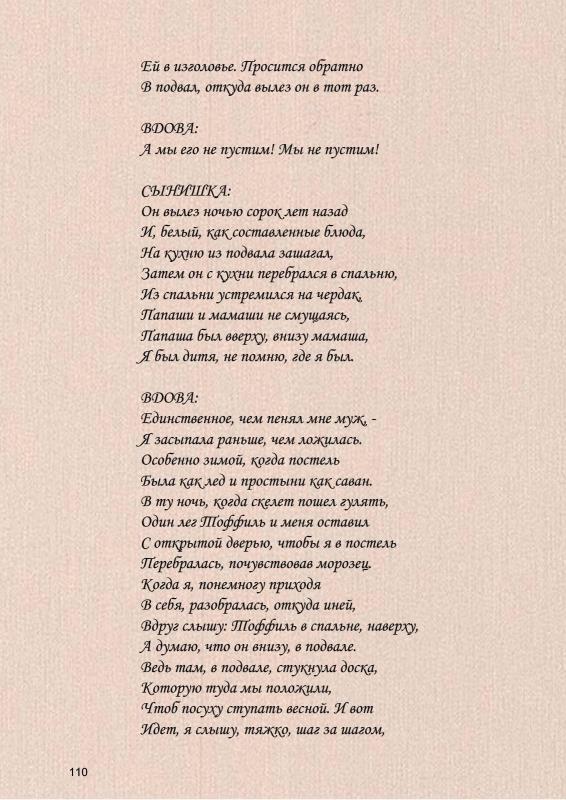 Ей в изголовье. Просится обратно
В подвал, откуда вылез он в тот раз.
ВДОВА:
А мы его не пустим! Мы не пустим!
СЫНИШКА:
Он вылез ночью сорок лет назад
И, белый, как составленные блюда,
На кухню из подвала зашагал,
Затем он с кухни перебрался в спальню,
Из спальни устремился на чердак,
Папаши и мамаши не смущаясь,
Папаша был вверху, внизу мамаша,
Я был дитя, не помню, где я был.
ВДОВА:
Единственное, чем пенял мне муж, -
Я засыпала раньше, чем ложилась.
Особенно зимой, когда постель
Была как лед и простыни как саван.
В ту ночь, когда скелет пошел гулять,
Один лег Тоффиль и меня оставил
С открытой дверью, чтобы я в постель
Перебралась, почувствовав морозец.
Когда я, понемногу приходя
В себя, разобралась, откуда иней,
Вдруг слышу: Тоффиль в спальне, наверху,
А думаю, что он внизу, в подвале.
Ведь там, в подвале, стукнула доска,
Которую туда мы положили,
Чтоб посуху ступать весной. И вот
Идет, я слышу, тяжко, шаг за шагом,
110